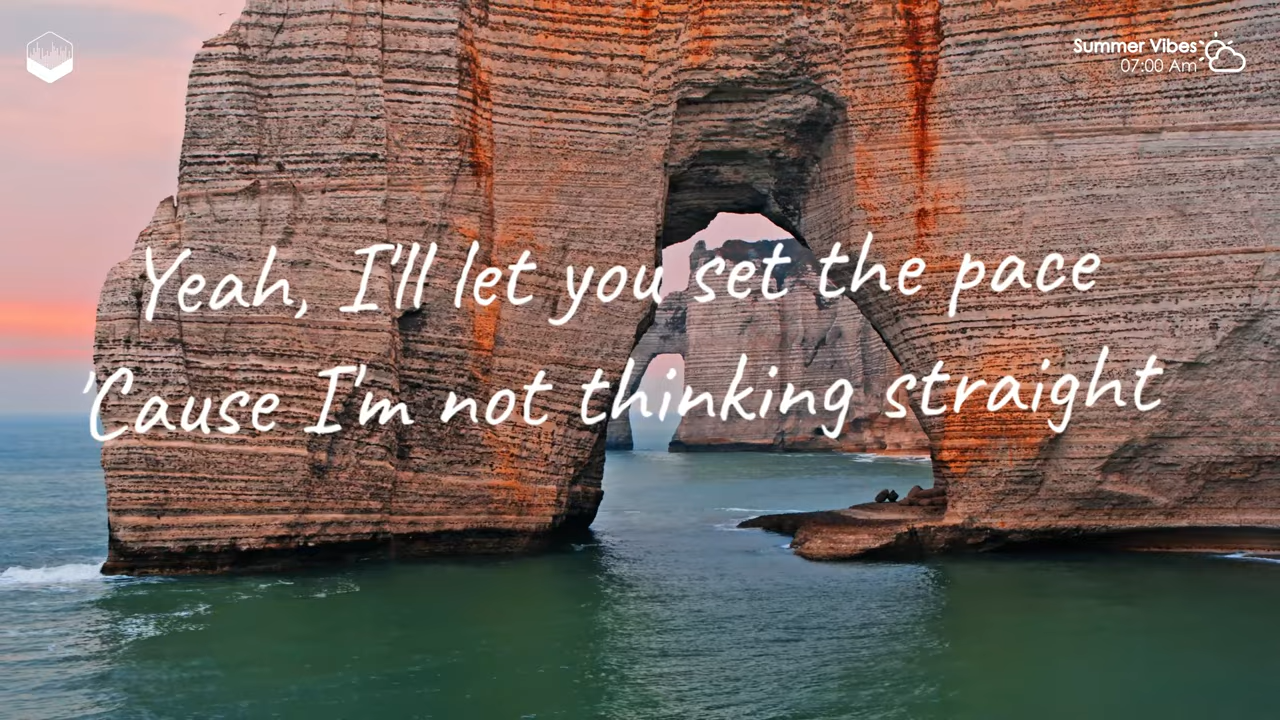 Summer Vibes
07:00 Am
Yeah, I'll let you set the pace
'Cause I'm not thinking straight